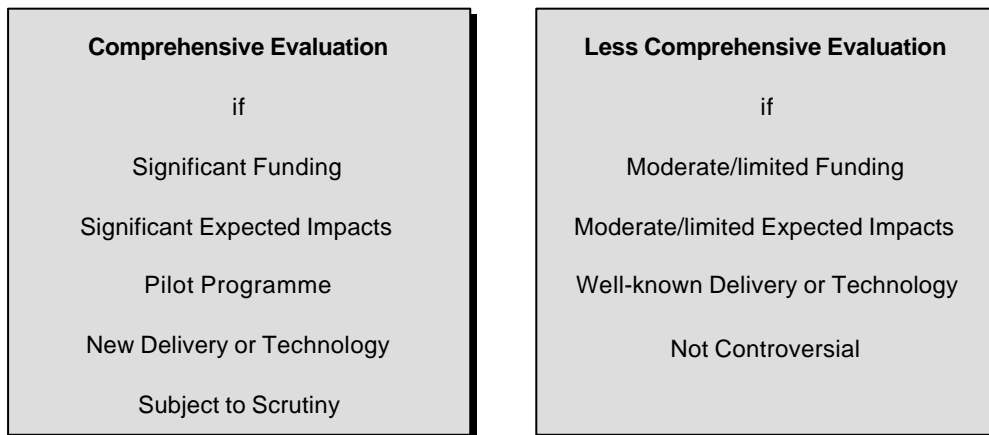 Comprehensive Evaluation
if
Significant Funding
Significant Expected Impacts
Pilot Programme
New Delivery or Technology
Subject to Scrutiny
Less Comprehensive Evaluation
if
Moderate/limited Funding
Moderate/limited Expected Impacts
Well-known Delivery or Technology
Not Controversial